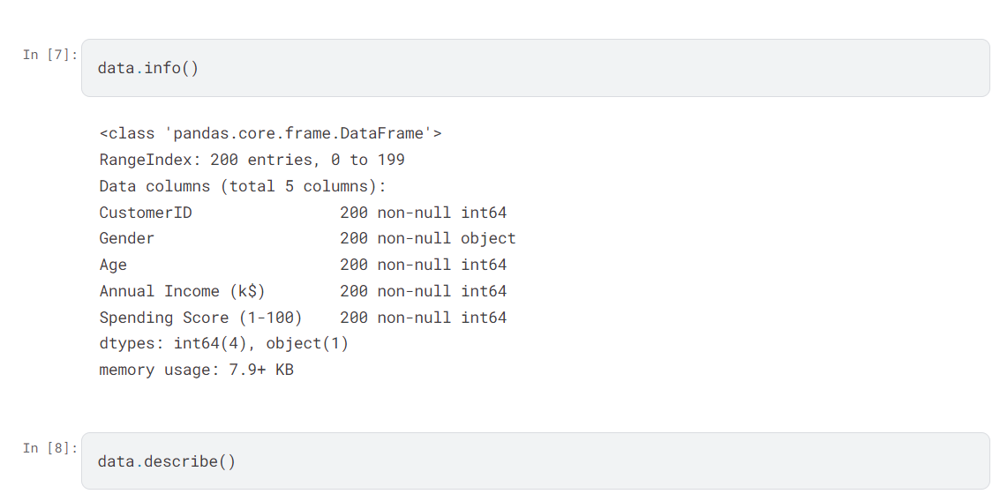 In [7]:
data.info()
<class 'pandas.core.frame.DataFrame'>
RangeIndex: 200 entries, 0 to 199
Data columns (total 5 columns):
CustomerID                200 non-null int64
Gender                    200 non-null object
Age                       200 non-null int64
Annual Income (k$)        200 non-null int64
Spending Score (1-100)    200 non-null int64
dtypes: int64(4), object(1)
memory usage: 7.9+ KB
In [8]:
data.describe()